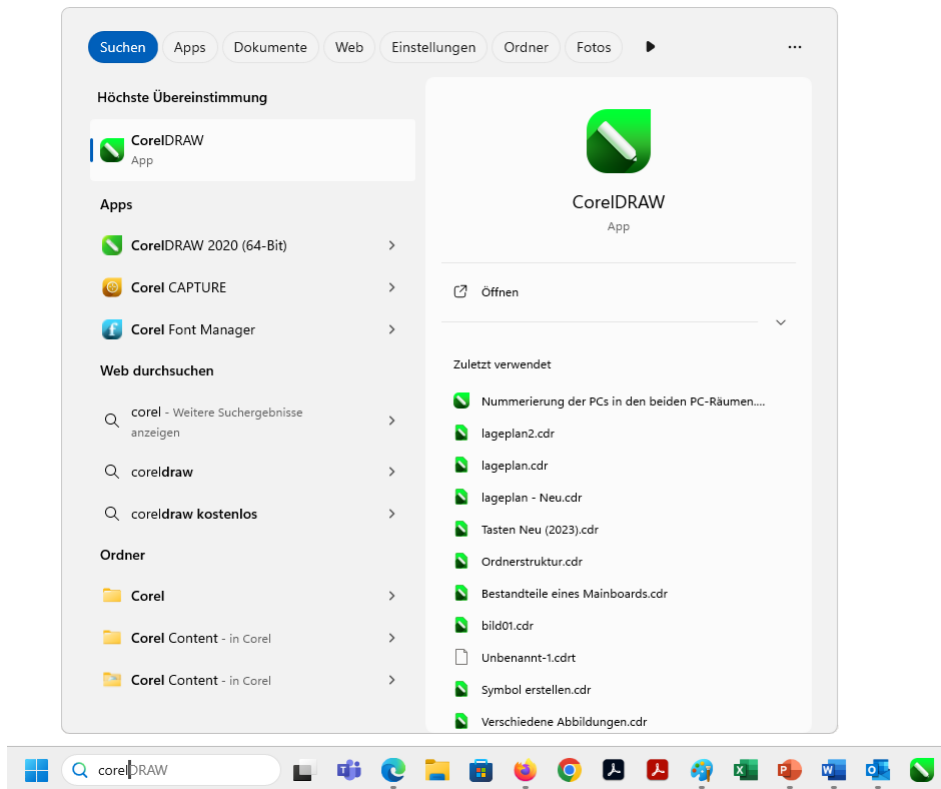 Suchen Apps Dokumente Web Einstellungen Ordner Fotos ...
Höchste Übereinstimmung
CorelDRAW
App
Apps
CorelDRAW 2020 (64-Bit)
Corel CAPTURE
Corel Font Manager
Web durchsuchen
corel - Weitere Suchergebnisse
anzeigen
coreldraw
coreldraw kostenlos
Ordner
Corel
Corel Content - in Corel
Corel Content - in Corel
CorelDRAW
App
Öffnen
Zuletzt verwendet
Nummerierung der PCs in den beiden PC-Räumen....
lageplan2.cdr
lageplan.cdr
lageplan - Neu.cdr
Tasten Neu (2023).cdr
Ordnerstruktur.cdr
Bestandteile eines Mainboards.cdr
bild01.cdr
Unbenannt-1.cdrt
Symbol erstellen.cdr
Verschiedene Abbildungen.cdr
corelDRAW